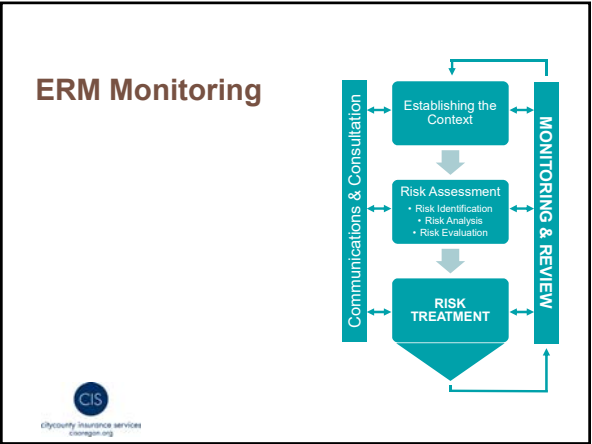 ERM Monitoring
Communications & Consultation
Establishing the
Context
Risk Assessment
• Risk Identification
• Risk Analysis
• Risk Evaluation
RISK
TREATMENT
MONITORING & REVIEW
CIS
citycounty insurance services
cisoregon.org